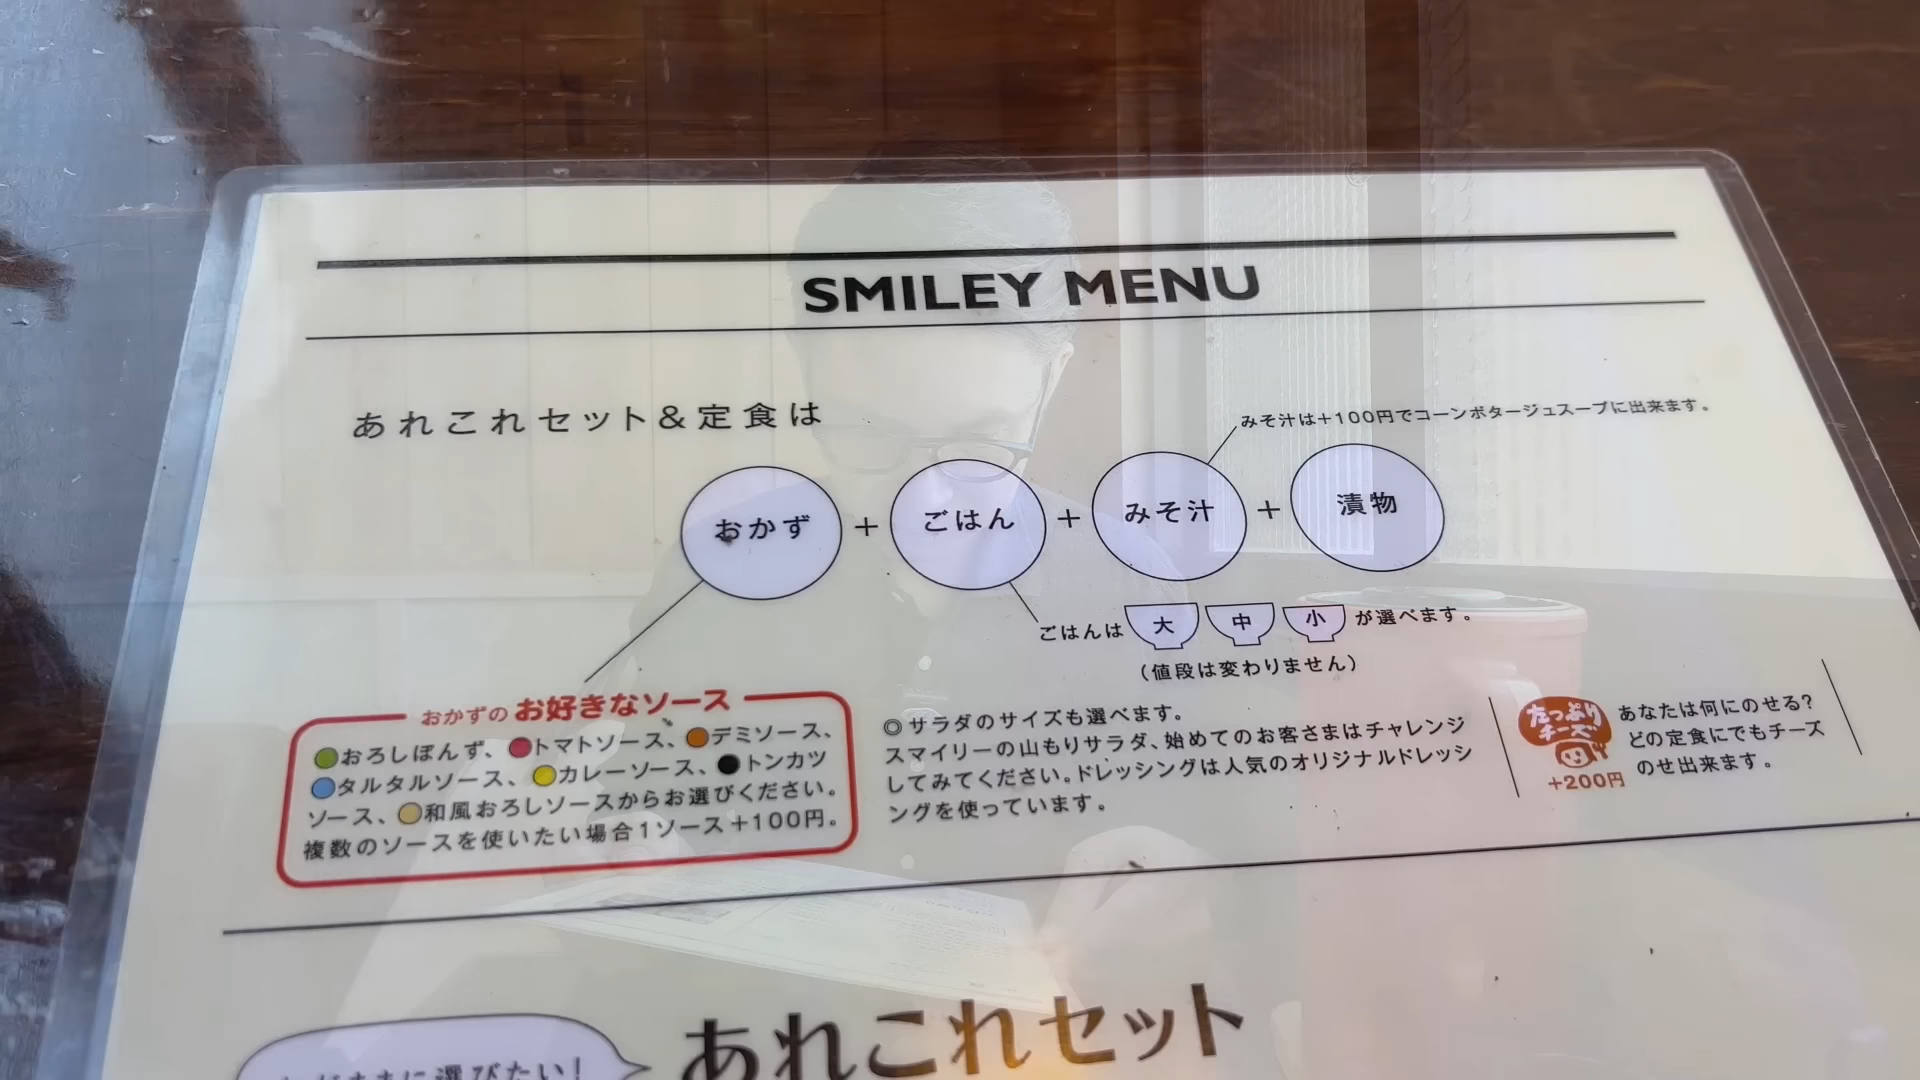 SMILEY MENU
あれこれセット&定食は
みそ汁は+100円でコーンポタージュスープに出来ます。
おかず + ごはん + みそ汁 + 漬物
ごはんは 大 中 小 が選べます。
(値段は変わりません)
おかずのお好きなソース
おろしぽんず、トマトソース、デミソース、
タルタルソース、カレーソース、トンカツ
ソース、和風おろしソースからお選びください。
複数のソースを使いたい場合1ソース+100円。
◎サラダのサイズも選べます。
スマイリーの山もりサラダ、始めてのお客さまはチャレンジ
してみてください。ドレッシングは人気のオリジナルドレッシ
ングを使っています。
たっぷり
チーズ
+200円
あなたは何にのせる?
どの定食にでもチーズ
のせ出来ます。
あれこれセット
選びたい!